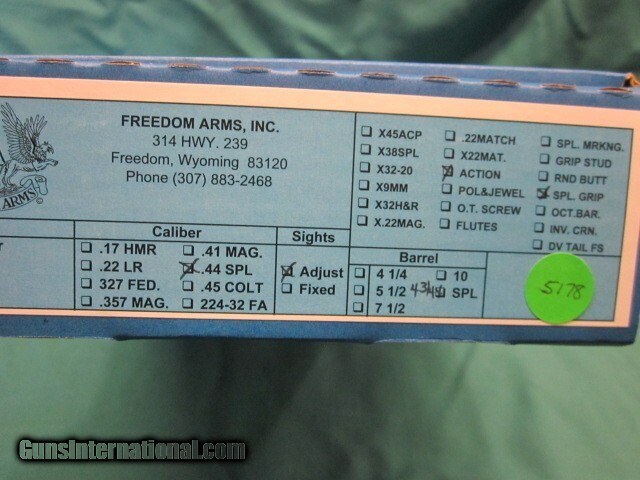 FREEDOM ARMS, INC.
314 HWY. 239
Freedom, Wyoming 83120
Phone (307) 883-2468
ARMS
X45ACP .22MATCH SPL. MRKNG.
X38SPL X22MAT. GRIP STUD
X32-20 ACTION RND BUTT
X9MM POL&JEWEL SPL. GRIP
X32H&R O.T. SCREW OCT.BAR.
X.22MAG. FLUTES INV. CRN.
DV TAIL FS
Caliber
.17 HMR .41 MAG.
.22 LR .44 SPL
327 FED. .45 COLT
.357 MAG. 224-32 FA
Sights
Adjust
Fixed
Barrel
4 1/4 10
5 1/2 SPL
7 1/2
5178
GunsInternational.com